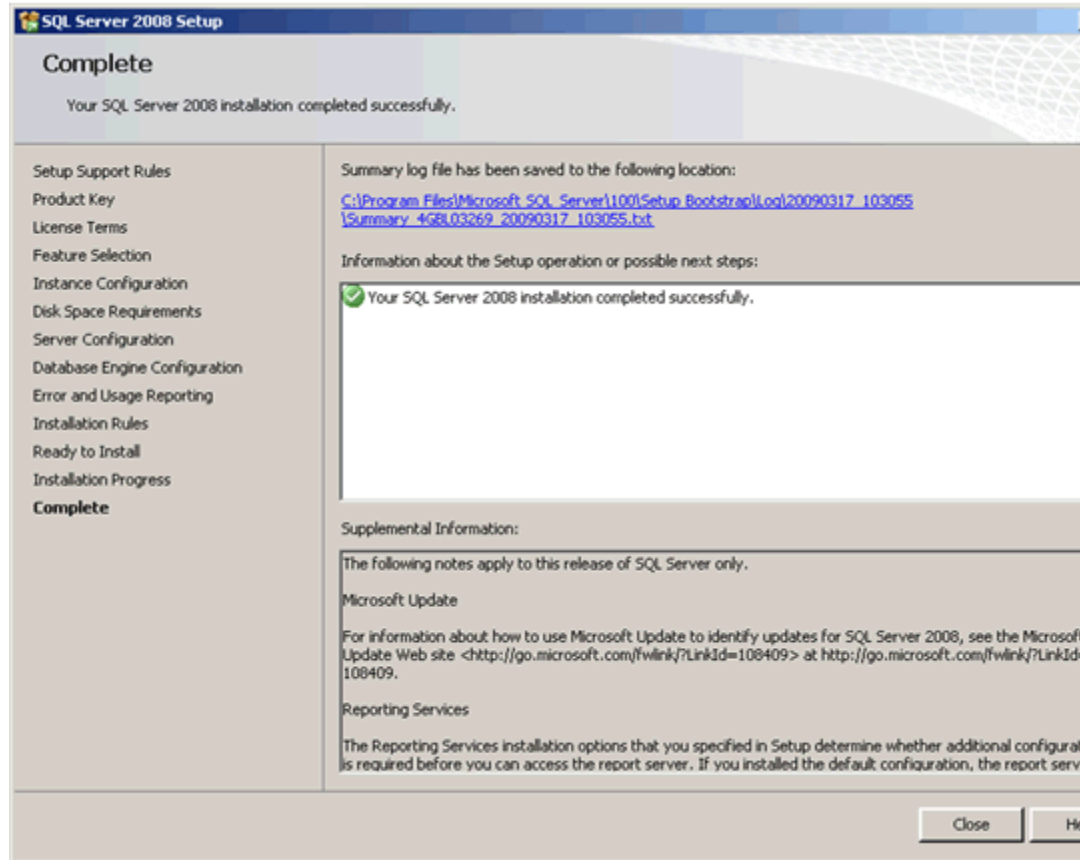 SQL Server 2008 Setup
Complete
Your SQL Server 2008 installation completed successfully.
Setup Support Rules
Product Key
License Terms
Feature Selection
Instance Configuration
Disk Space Requirements
Server Configuration
Database Engine Configuration
Error and Usage Reporting
Installation Rules
Ready to Install
Installation Progress
Complete
Summary log file has been saved to the following location:
C:\Program Files\Microsoft SQL Server\100\Setup Bootstrap\Log\20090317_103055
\Summary_4GBL03269_20090317_103055.txt
Information about the Setup operation or possible next steps:
Your SQL Server 2008 installation completed successfully.
Supplemental Information:
The following notes apply to this release of SQL Server only.
Microsoft Update
For information about how to use Microsoft Update to identify updates for SQL Server 2008, see the Microsoft
Update Web site <http://go.microsoft.com/fwlink/?LinkId=108409> at http://go.microsoft.com/fwlink/?LinkId=
108409.
Reporting Services
The Reporting Services installation options that you specified in Setup determine whether additional
is required before you can access the report server. If you installed the default configuration, the report
Close